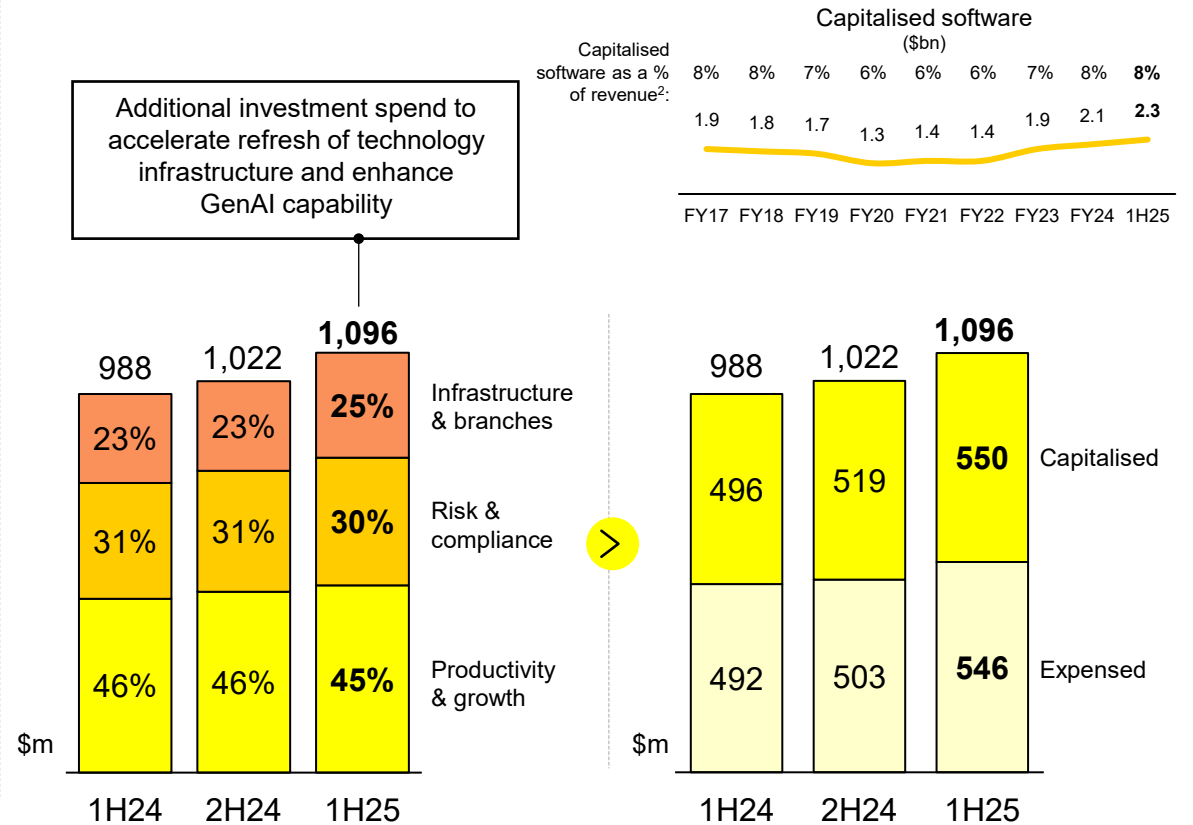 Capitalised software
($bn)
Capitalised
software as a %
of revenue2:
8% 8% 7% 6% 6% 6% 7% 8% 8%
1.9 1.8 1.7 1.3 1.4 1.4 1.9 2.1 2.3
FY17 FY18 FY19 FY20 FY21 FY22 FY23 FY24 1H25
Additional investment spend to
accelerate refresh of technology
infrastructure and enhance
GenAI capability
988 1,022 1,096
23% 23% 25%
Infrastructure
& branches
31% 31% 30%
Risk &
compliance
46% 46% 45%
Productivity
& growth
$m
1H24 2H24 1H25
>
988 1,022 1,096
496 519 550
Capitalised
492 503 546
Expensed
$m
1H24 2H24 1H25